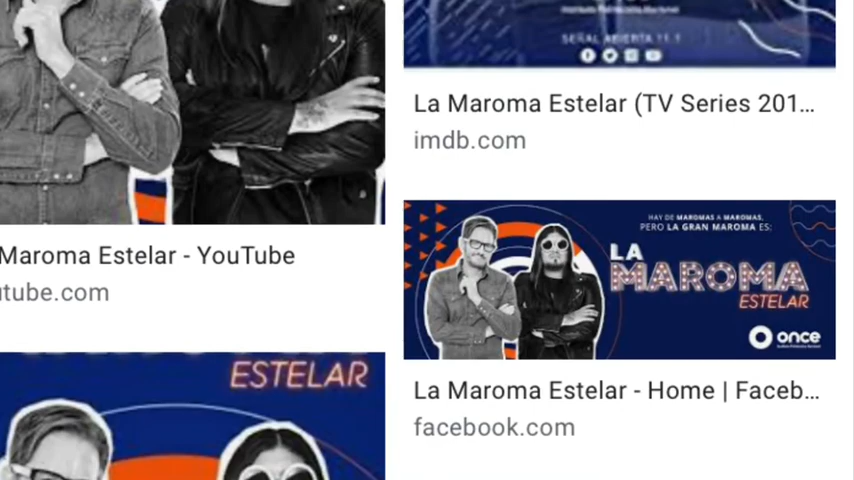 SEÑAL ABIERTA 11.1
La Maroma Estelar (TV Series 201...
imdb.com
Maroma Estelar - YouTube
utube.com
HAY DE MAROMAS A MAROMAS,
PERO LA GRAN MAROMA ES:
LA
MAROMA
ESTELAR
once
La Maroma Estelar - Home | Faceb...
facebook.com
ESTELAR